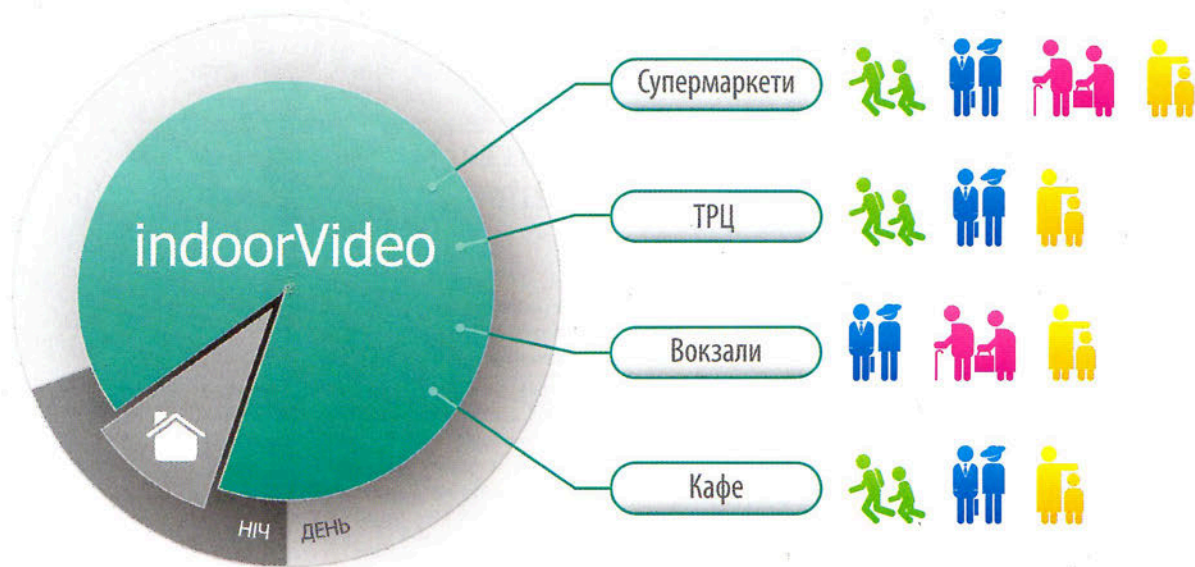 Супермаркети
ТРЦ
indoorVideo
Вокзали
Кафе
НІЧ ДЕНЬ